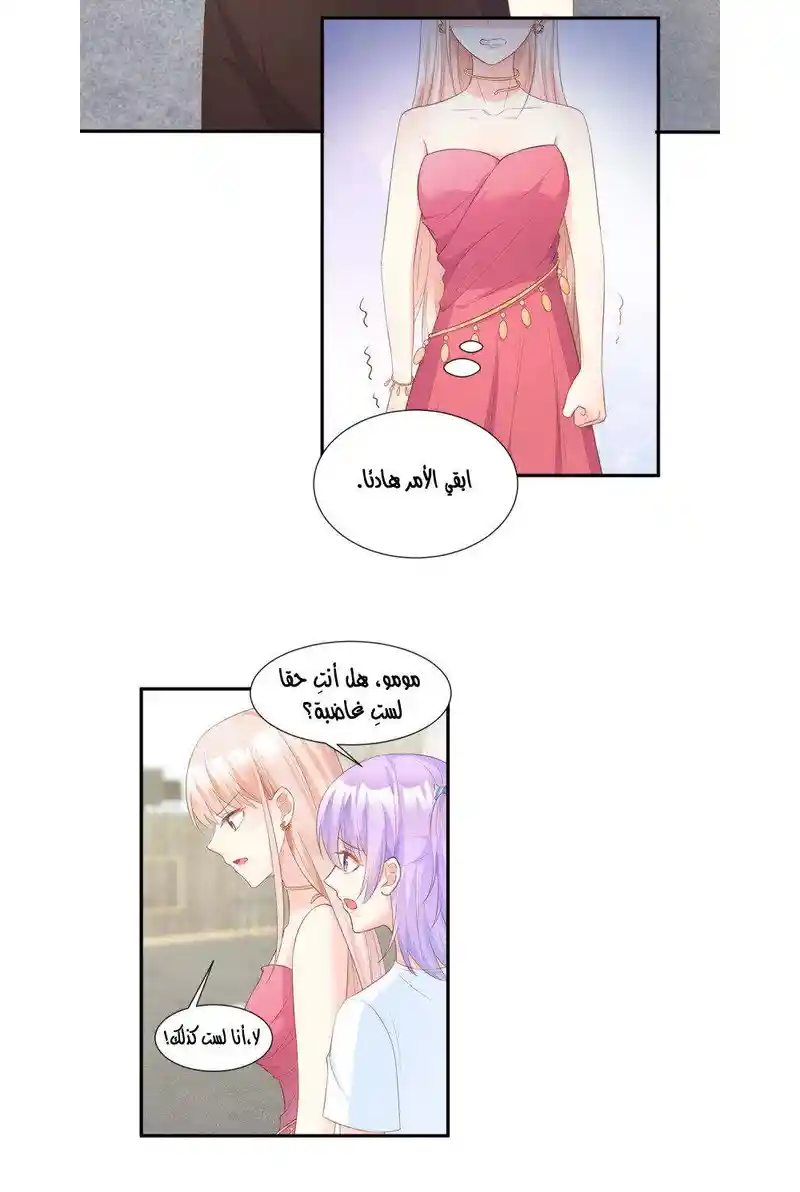 ابقي الأمر هادئا.
مومو، هل أنتِ حقا
لستِ غاضبة؟
لا،أنا لست كذلك!